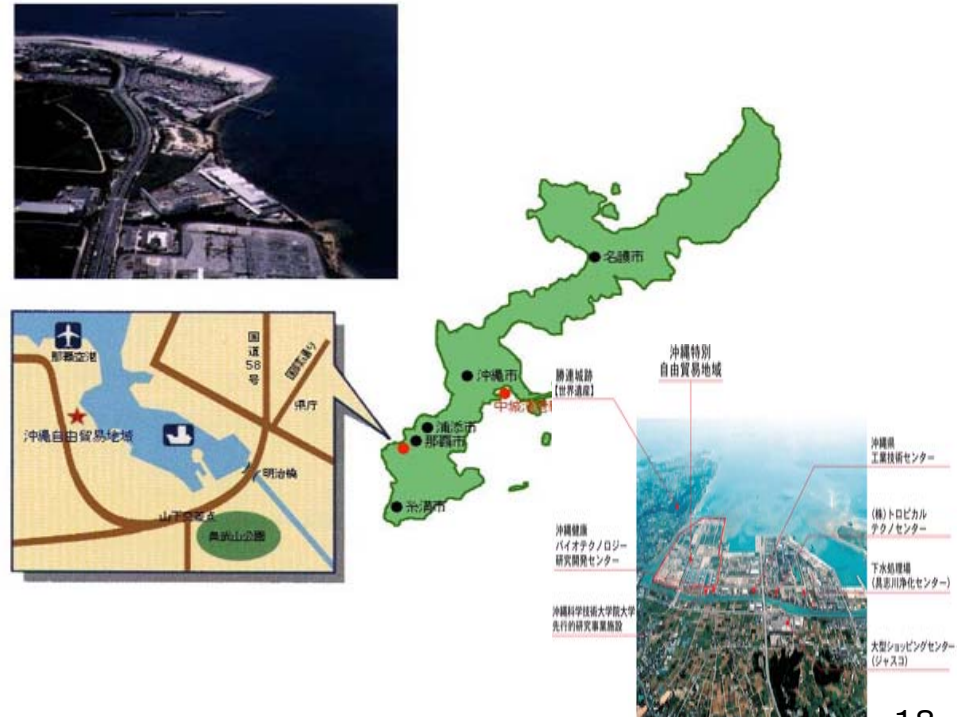 名護市
沖縄市
浦添市
那覇市
糸満市
那覇空港
国道58号
国際通り
県庁
沖縄自由貿易地域
明治橋
山下交差点
奥武山公園
勝連城跡
【世界遺産】
沖縄特別
自由貿易地域
沖縄県
工業技術センター
(株)トロピカル
テクノセンター
下水処理場
(具志川浄化センター)
大型ショッピングセンター
(ジャスコ)
沖縄健康
バイオテクノロジー
研究開発センター
沖縄科学技術大学院大学
先行的研究事業施設